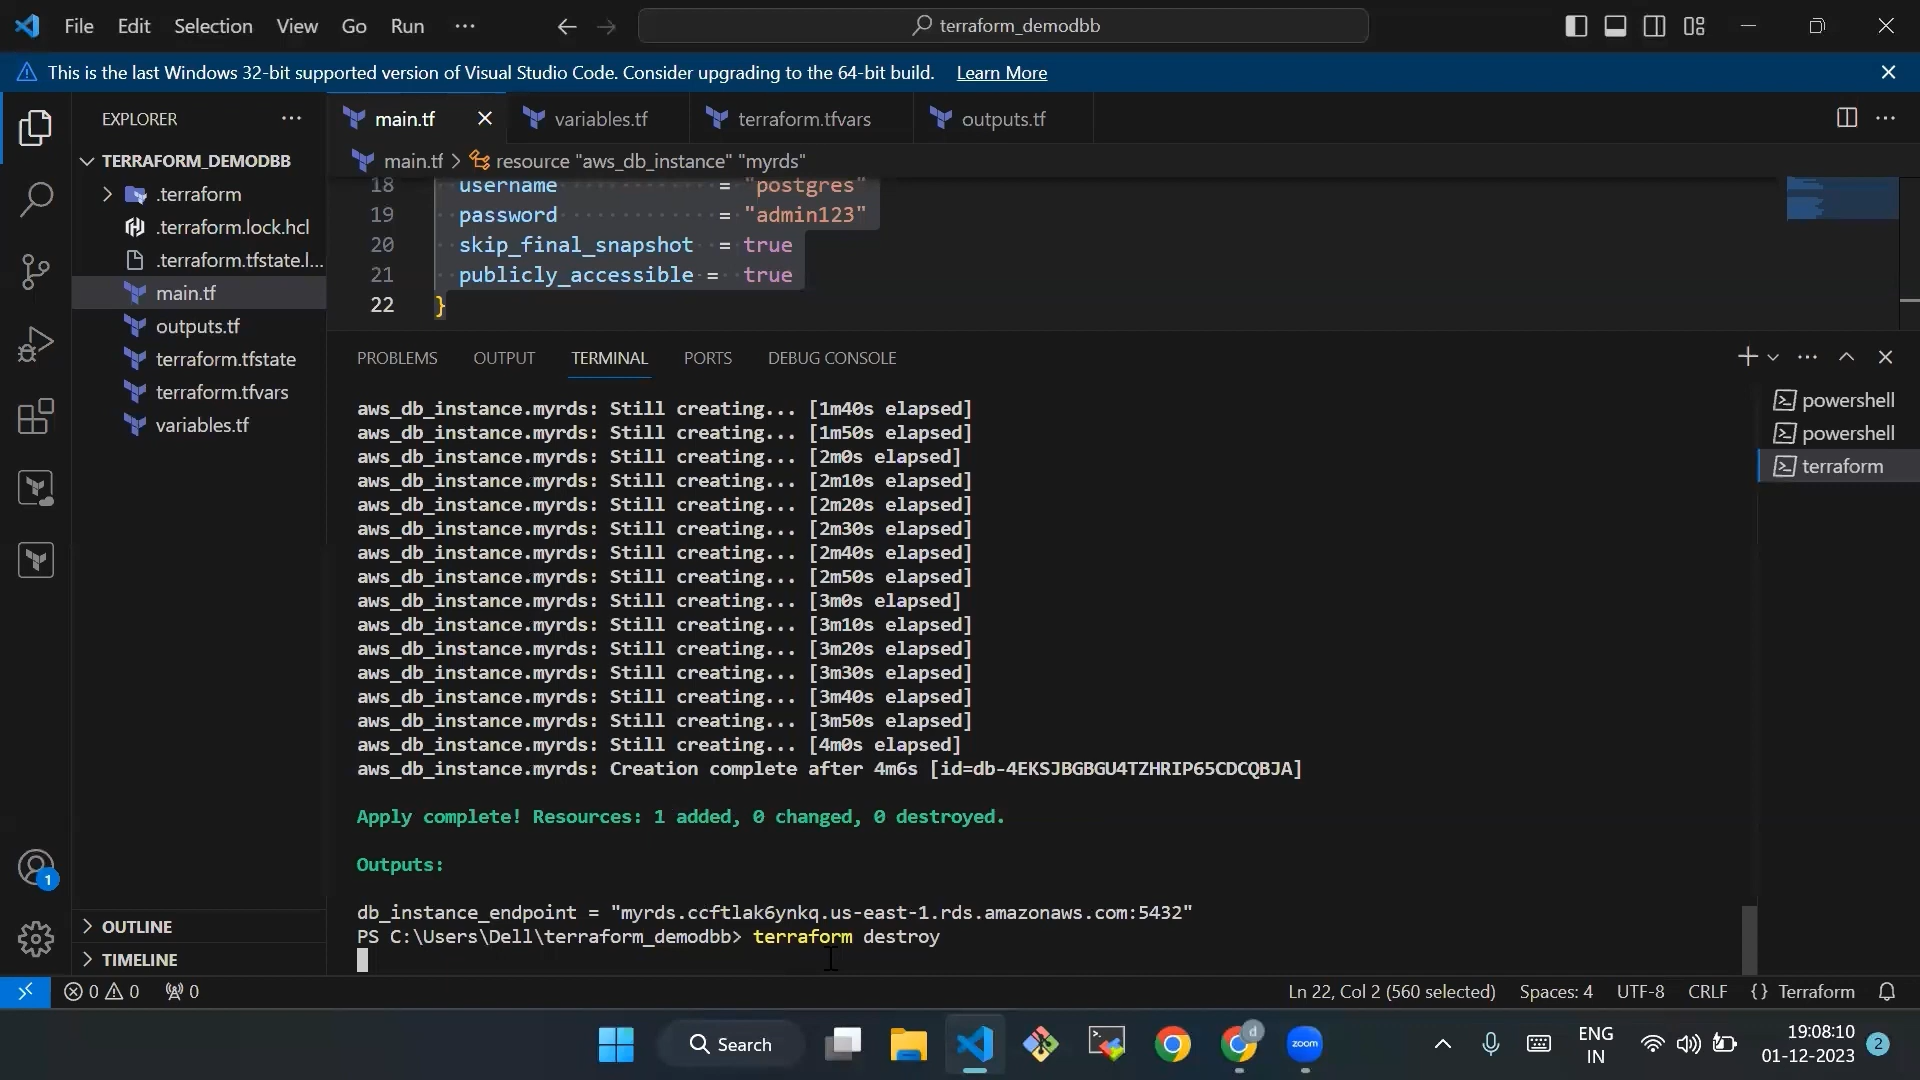 File Edit Selection View Go Run ··· terraform_demodbb
This is the last Windows 32-bit supported version of Visual Studio Code. Consider upgrading to the 64-bit build. Learn More
EXPLORER
TERRAFORM_DEMODBB
.terraform
.terraform.lock.hcl
.terraform.tfstate.l...
main.tf
outputs.tf
terraform.tfstate
terraform.tfvars
variables.tf
OUTLINE
TIMELINE
1
main.tf variables.tf terraform.tfvars outputs.tf
main.tf > resource "aws_db_instance" "myrds"
18 username = "postgres"
19 password = "admin123"
20 skip_final_snapshot = true
21 publicly_accessible = true
22 }
PROBLEMS OUTPUT TERMINAL PORTS DEBUG CONSOLE
aws_db_instance.myrds: Still creating... [1m40s elapsed]
aws_db_instance.myrds: Still creating... [1m50s elapsed]
aws_db_instance.myrds: Still creating... [2m0s elapsed]
aws_db_instance.myrds: Still creating... [2m10s elapsed]
aws_db_instance.myrds: Still creating... [2m20s elapsed]
aws_db_instance.myrds: Still creating... [2m30s elapsed]
aws_db_instance.myrds: Still creating... [2m40s elapsed]
aws_db_instance.myrds: Still creating... [2m50s elapsed]
aws_db_instance.myrds: Still creating... [3m0s elapsed]
aws_db_instance.myrds: Still creating... [3m10s elapsed]
aws_db_instance.myrds: Still creating... [3m20s elapsed]
aws_db_instance.myrds: Still creating... [3m30s elapsed]
aws_db_instance.myrds: Still creating... [3m40s elapsed]
aws_db_instance.myrds: Still creating... [3m50s elapsed]
aws_db_instance.myrds: Still creating... [4m0s elapsed]
aws_db_instance.myrds: Creation complete after 4m6s [id=db-4EKSJBGBGU4TZHRIP65CDCQBJA]
Apply complete! Resources: 1 added, 0 changed, 0 destroyed.
Outputs:
db_instance_endpoint = "myrds.ccftlak6ynkq.us-east-1.rds.amazonaws.com:5432"
PS C:\Users\Dell\terraform_demodbb> terraform destroy
powershell
powershell
terraform
0 0 0 Ln 22, Col 2 (560 selected) Spaces: 4 UTF-8 CRLF {} Terraform
Search
d
zoom
ENG
IN
19:08:10
01-12-2023
2